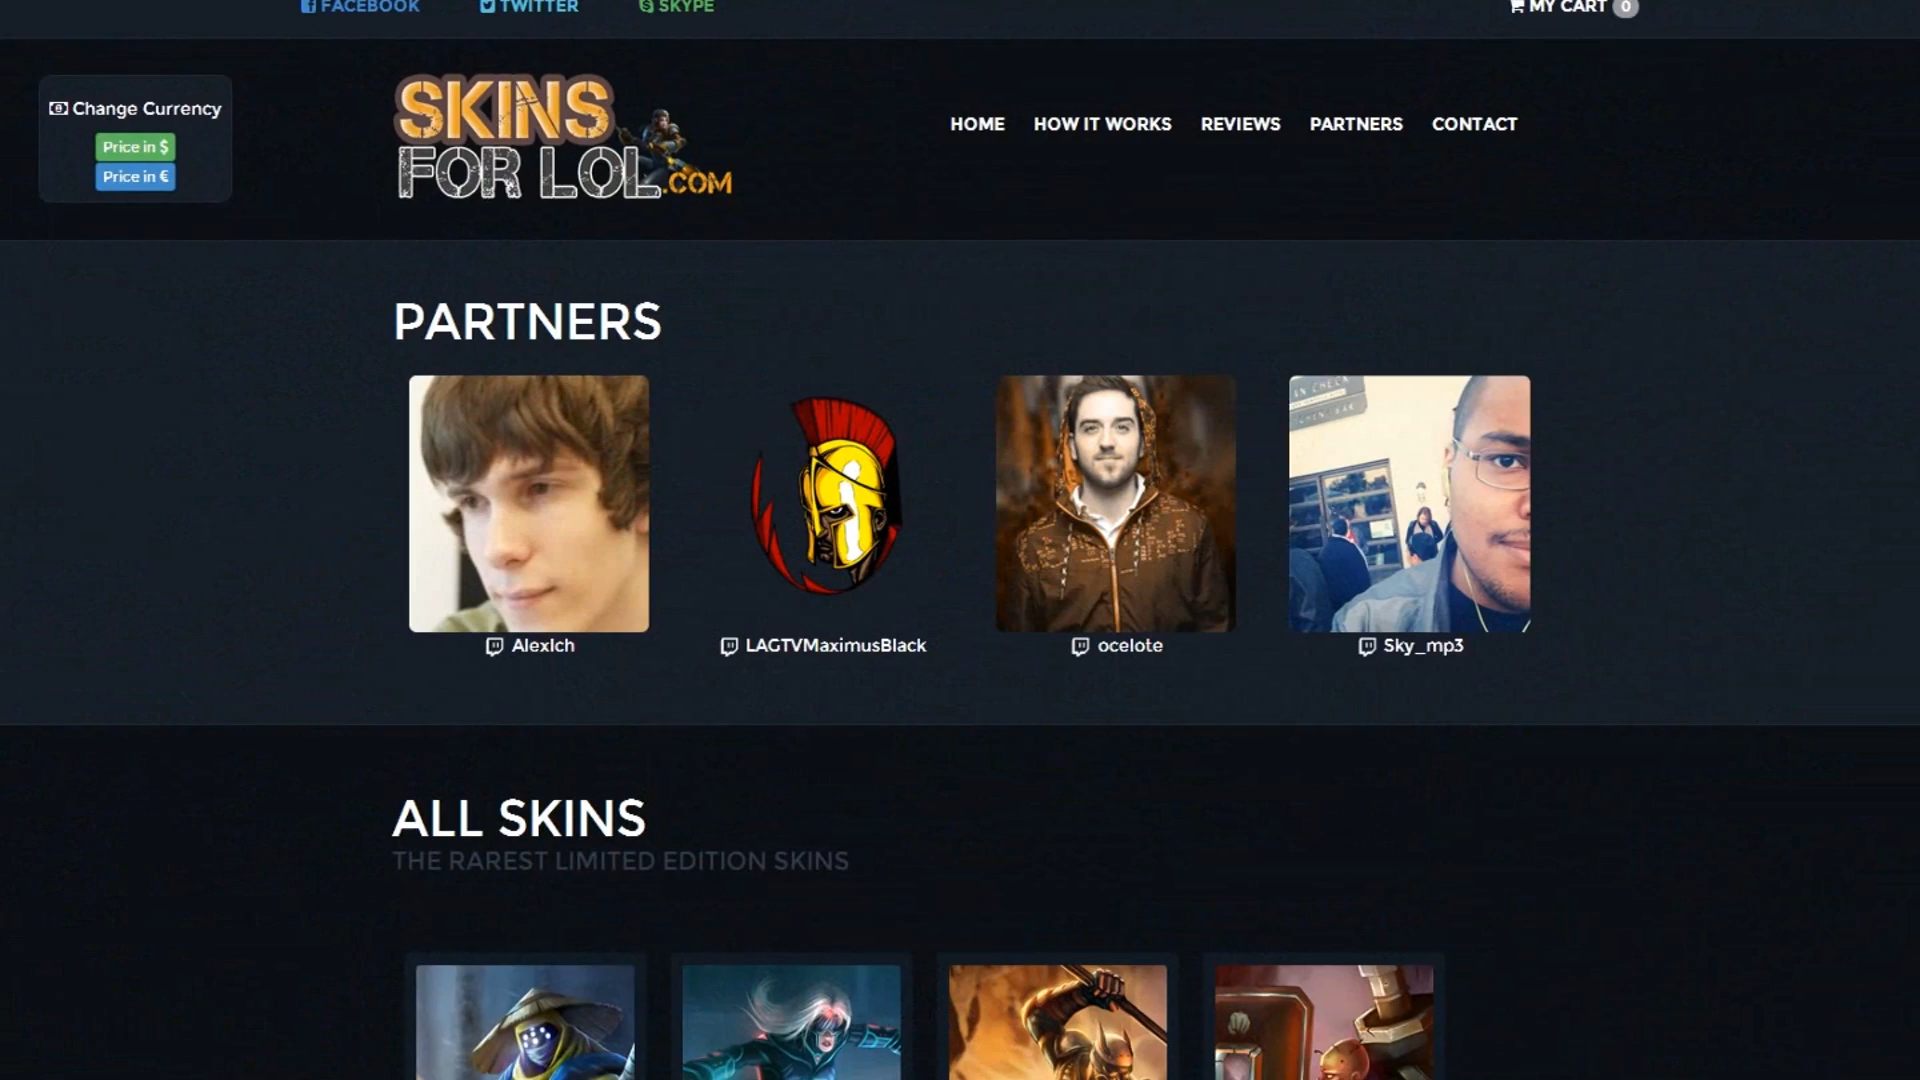 FACEBOOK TWITTER SKYPE MY CART 0
Change Currency
Price in $
Price in €
SKINS
FOR LOL.COM
HOME HOW IT WORKS REVIEWS PARTNERS CONTACT
PARTNERS
AlexIch LAGTVMaximusBlack ocelote Sky_mp3
ALL SKINS
THE RAREST LIMITED EDITION SKINS